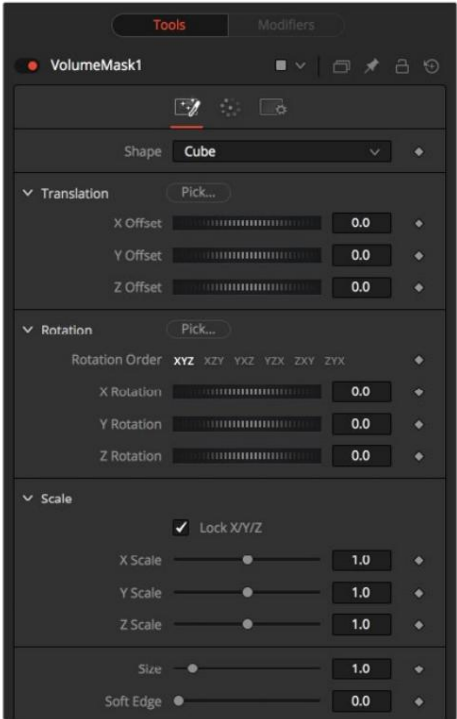 Tools Modifiers
VolumeMask1
Shape Cube
Translation Pick...
X Offset 0.0
Y Offset 0.0
Z Offset 0.0
Rotation Pick...
Rotation Order XYZ XZY YXZ YZX ZXY ZYX
X Rotation 0.0
Y Rotation 0.0
Z Rotation 0.0
Scale
Lock X/Y/Z
X Scale 1.0
Y Scale 1.0
Z Scale 1.0
Size 1.0
Soft Edge 0.0